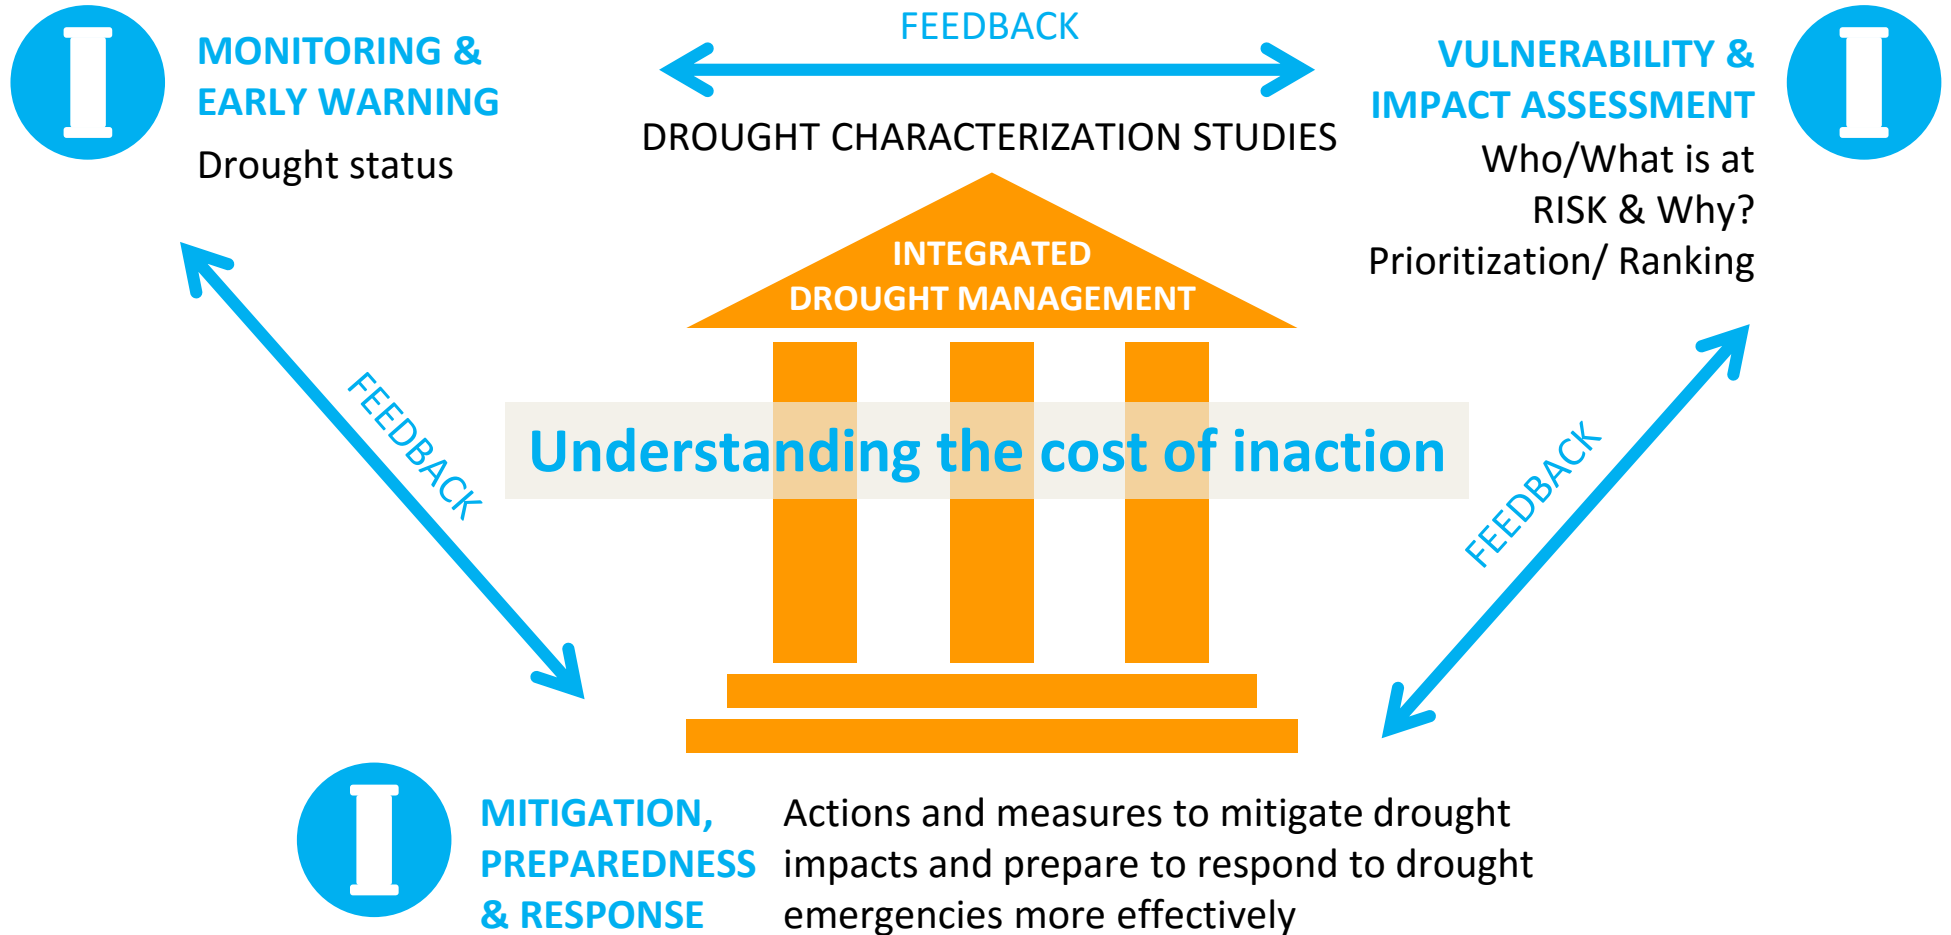 MONITORING &
EARLY WARNING
Drought status
FEEDBACK
DROUGHT CHARACTERIZATION STUDIES
VULNERABILITY &
IMPACT ASSESSMENT
Who/What is at
RISK & Why?
Prioritization/ Ranking
INTEGRATED
DROUGHT MANAGEMENT
FEEDBACK
Understanding the cost of inaction
FEEDBACK
MITIGATION,
PREPAREDNESS
& RESPONSE
Actions and measures to mitigate drought
impacts and prepare to respond to drought
emergencies more effectively